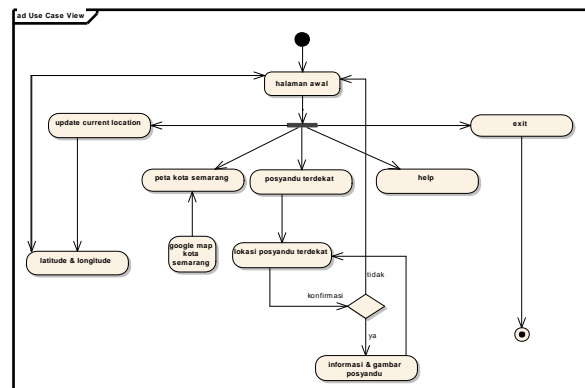 ad Use Case View
halaman awal
update current location
exit
peta kota semarang
posyandu terdekat
help
google map
kota
semarang
lokasi posyandu terdekat
latitude & longitude
tidak
konfirmasi
ya
informasi & gambar
posyandu